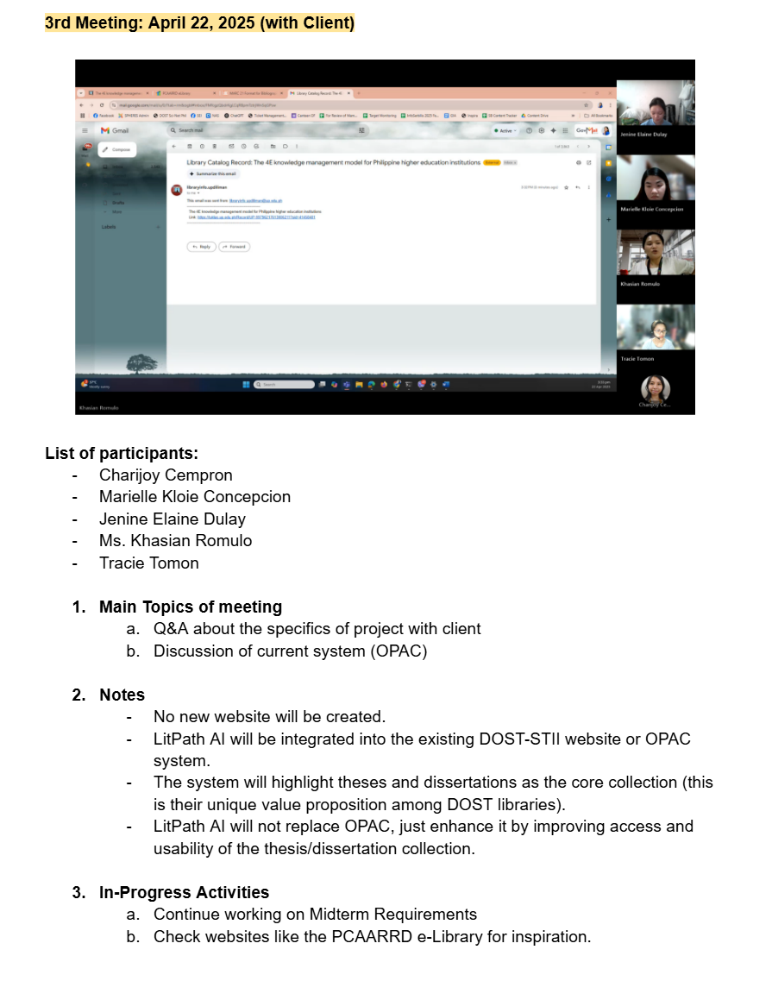 3rd Meeting: April 22, 2025 (with Client)
Gmail
Search mail
Active
Compose
Library Catalog Record: The 4E knowledge management model for Philippine higher education institutions
Summarize this email
libraryinfo.updiliman
This email was sent from:
The 4E knowledge management model for Philippine higher education institutions
Labels
Reply
Forward
Jenine Elaine Dulay
Marielle Kloie Concepcion
Khasian Romulo
Tracie Tomon
Charijoy Ce...
Search
Khasian Romulo
List of participants:
- Charijoy Cempron
- Marielle Kloie Concepcion
- Jenine Elaine Dulay
- Ms. Khasian Romulo
- Tracie Tomon
1. Main Topics of meeting
a. Q&A about the specifics of project with client
b. Discussion of current system (OPAC)
2. Notes
- No new website will be created.
- LitPath AI will be integrated into the existing DOST-STII website or OPAC
system.
- The system will highlight theses and dissertations as the core collection (this
is their unique value proposition among DOST libraries).
- LitPath AI will not replace OPAC, just enhance it by improving access and
usability of the thesis/dissertation collection.
3. In-Progress Activities
a. Continue working on Midterm Requirements
b. Check websites like the PCAARRD e-Library for inspiration.